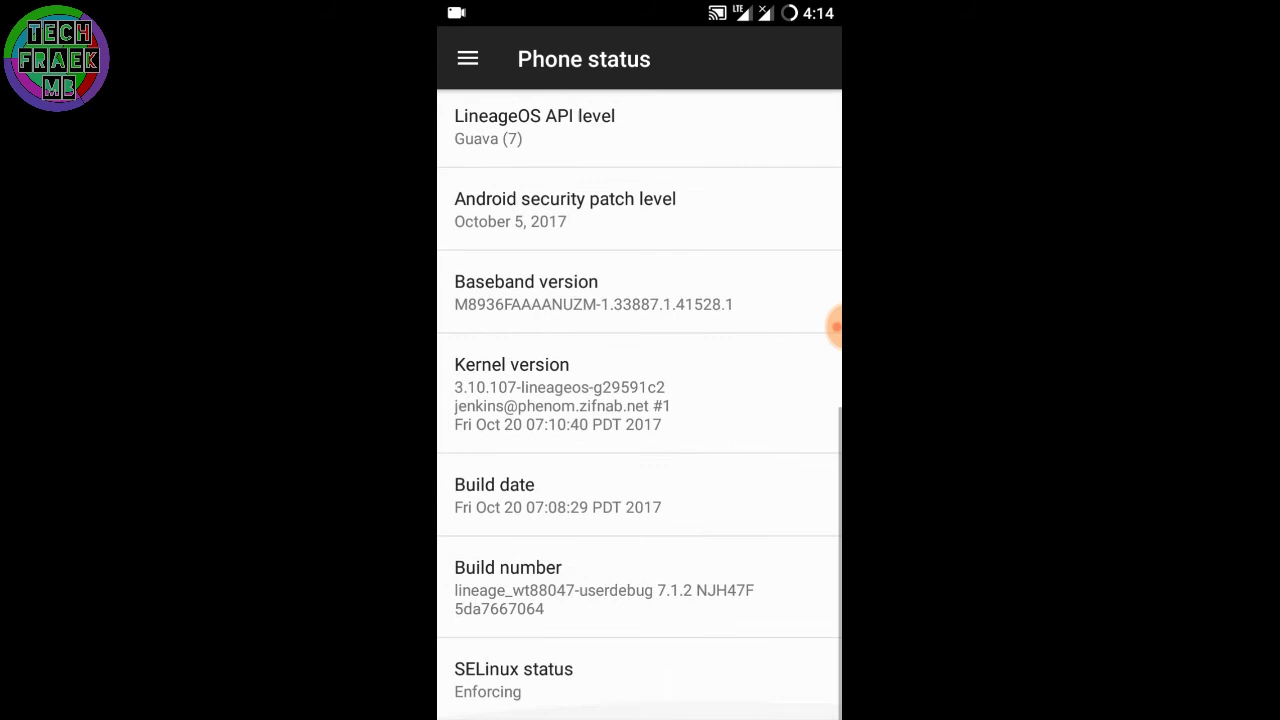 TECH
FRAEK
MB
LTE
4:14
Phone status
LineageOS API level
Guava (7)
Android security patch level
October 5, 2017
Baseband version
M8936FAAAANUZM-1.33887.1.41528.1
Kernel version
3.10.107-lineageos-g29591c2
jenkins@phenom.zifnab.net #1
Fri Oct 20 07:10:40 PDT 2017
Build date
Fri Oct 20 07:08:29 PDT 2017
Build number
lineage_wt88047-userdebug 7.1.2 NJH47F
5da7667064
SELinux status
Enforcing